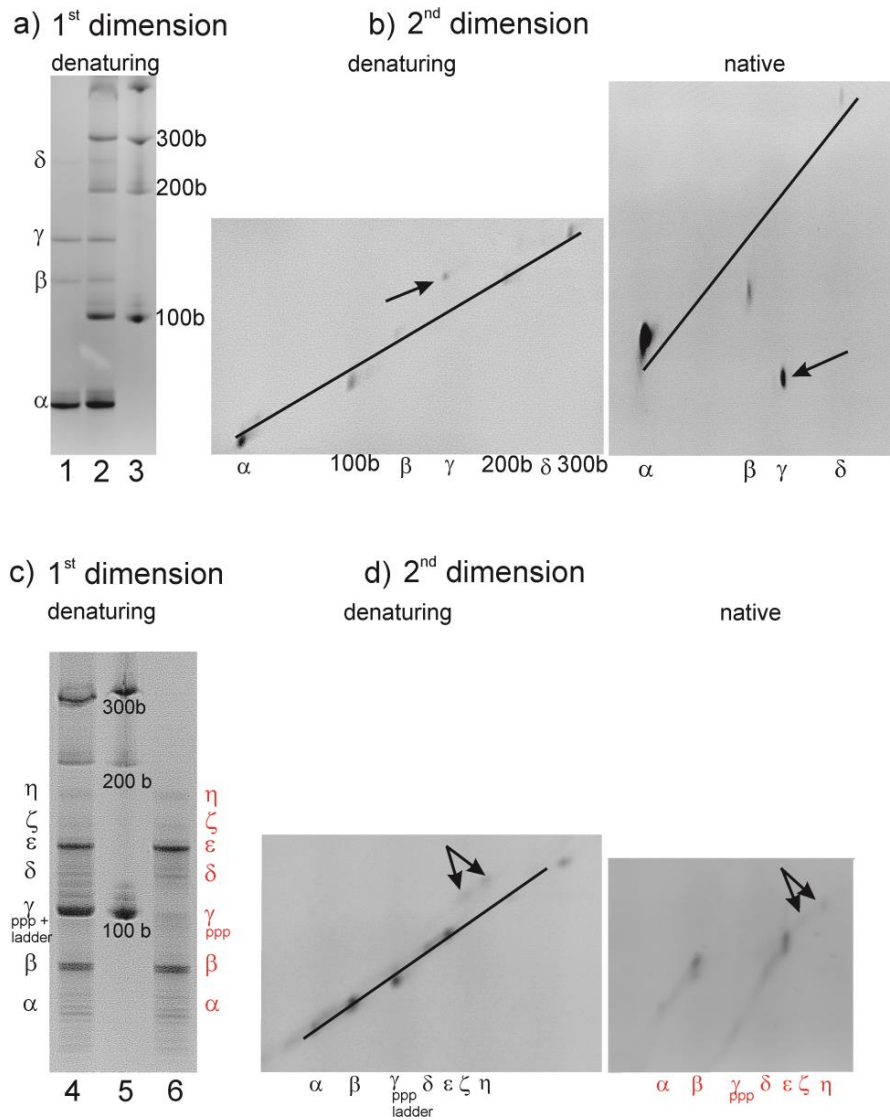 a) 1st dimension
denaturing
δ
γ
β
α
300b
200b
100b
1 2 3
b) 2nd dimension
denaturing
α 100b β γ 200b δ 300b
native
α β γ δ
c) 1st dimension
denaturing
η
ζ
ε
δ
γ
ppp +
ladder
β
α
300b
200 b
100 b
η
ζ
ε
δ
γ
ppp
β
α
4 5 6
d) 2nd dimension
denaturing
α β γ δ ε ζ η
ppp
ladder
native
α β γ δ ε ζ η
ppp